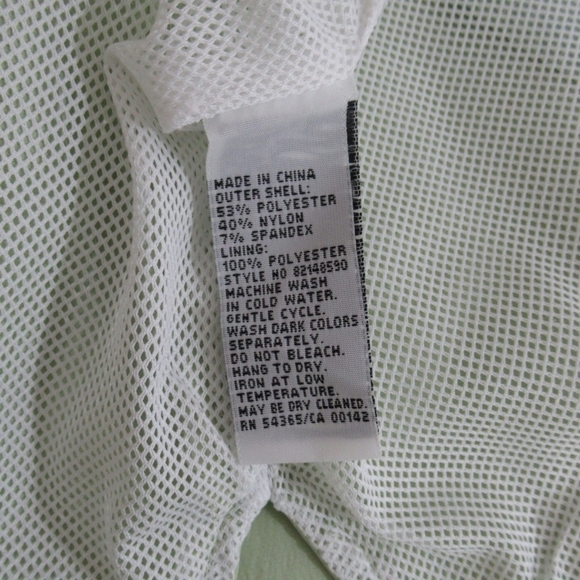 MADE IN CHINA
OUTER SHELL:
53% POLYESTER
40% NYLON
7% SPANDEX
LINING:
100% POLYESTER
STYLE NO 82148590
MACHINE WASH
IN COLD WATER.
GENTLE CYCLE.
WASH DARK COLORS
SEPARATELY.
DO NOT BLEACH.
HANG TO DRY.
IRON AT LOW
TEMPERATURE.
MAY BE DRY CLEANED.
RN 54365/CA 00142